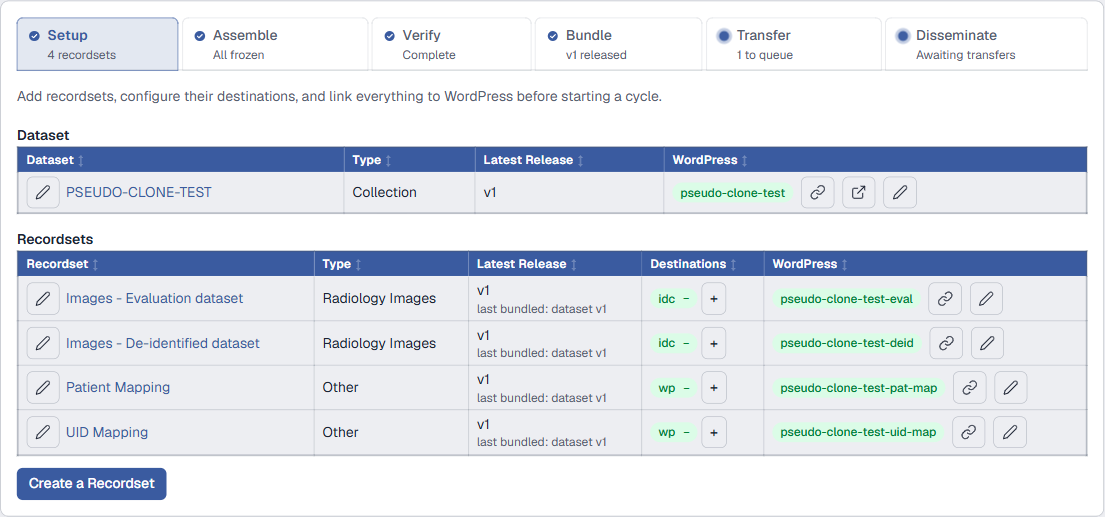 Setup
4 recordsets
Assemble
All frozen
Verify
Complete
Bundle
v1 released
Transfer
1 to queue
Disseminate
Awaiting transfers
Add recordsets, configure their destinations, and link everything to WordPress before starting a cycle.
Dataset
Dataset Type Latest Release WordPress
PSEUDO-CLONE-TEST Collection v1 pseudo-clone-test
Recordsets
Recordset Type Latest Release Destinations WordPress
Images - Evaluation dataset Radiology Images v1 idc − + pseudo-clone-test-eval
last bundled: dataset v1
Images - De-identified dataset Radiology Images v1 idc − + pseudo-clone-test-deid
last bundled: dataset v1
Patient Mapping Other v1 wp − + pseudo-clone-test-pat-map
last bundled: dataset v1
UID Mapping Other v1 wp − + pseudo-clone-test-uid-map
last bundled: dataset v1
Create a Recordset